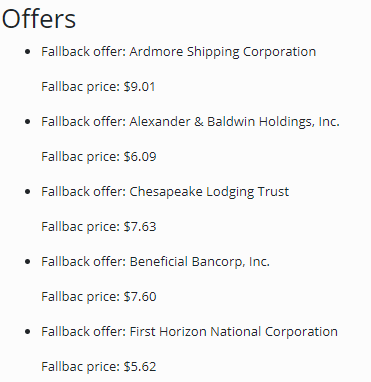 Offers
Fallback offer: Ardmore Shipping Corporation
Fallbac price: $9.01
Fallback offer: Alexander & Baldwin Holdings, Inc.
Fallbac price: $6.09
Fallback offer: Chesapeake Lodging Trust
Fallbac price: $7.63
Fallback offer: Beneficial Bancorp, Inc.
Fallbac price: $7.60
Fallback offer: First Horizon National Corporation
Fallbac price: $5.62